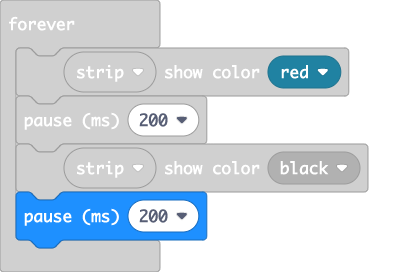 forever
strip show color red
pause (ms) 200
strip show color black
pause (ms) 200